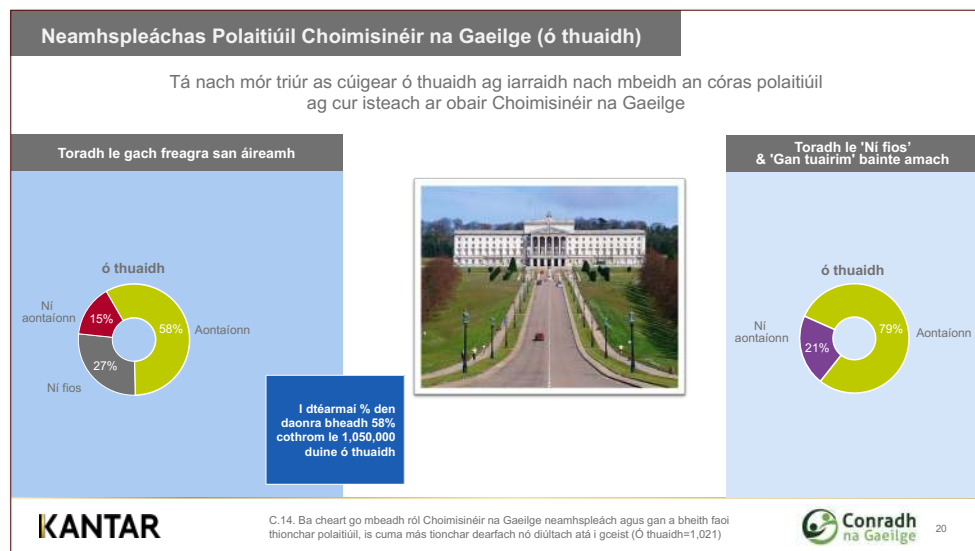 Neamhspleáchas Polaitiúil Choimisinéir na Gaeilge (ó thuaidh)
Tá nach mór triúr as cúigear ó thuaidh ag iarraidh nach mbeidh an córas polaitiúil
ag cur isteach ar obair Choimisinéir na Gaeilge
Toradh le gach freagra san áireamh
ó thuaidh
Ní
aontaíonn
15%
58%
Aontaíonn
27%
Ní fios
I dtéarmaí % den
daonra bheadh 58%
cothrom le 1,050,000
duine ó thuaidh
Toradh le 'Ní fios’
& 'Gan tuairim' bainte amach
ó thuaidh
Ní
aontaíonn
21%
79%
Aontaíonn
KANTAR
C.14. Ba cheart go mbeadh ról Choimisinéir na Gaeilge neamhspleách agus gan a bheith faoi
thionchar polaitiúil, is cuma más tionchar dearfach nó diúltach atá i gceist (Ó thuaidh=1,021)
Conradh
na Gaeilge
20